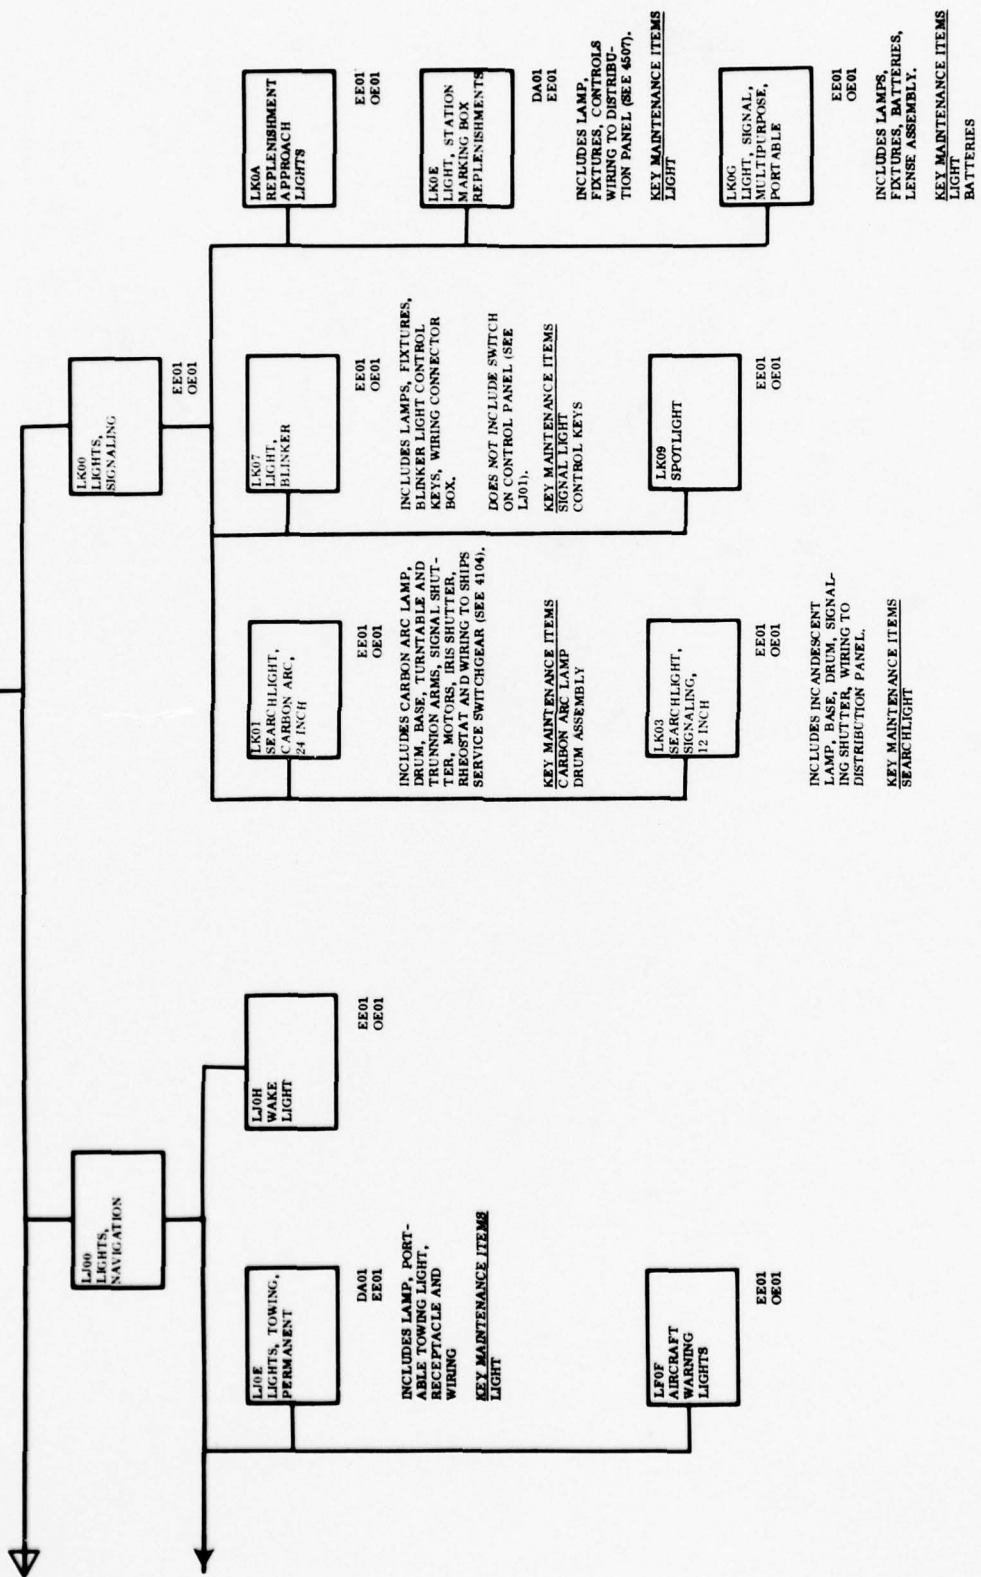 LJ00
LIGHTS,
NAVIGATION
LJ0E
LIGHTS, TOWING,
PERMANENT
DA01
EE01
INCLUDES LAMP, PORT-
ABLE TOWING LIGHT,
RECEPTACLE AND
WIRING
KEY MAINTENANCE ITEMS
LIGHT
LF0F
AIRCRAFT
WARNING
LIGHTS
EE01
OE01
LJ0H
WAKE
LIGHT
EE01
OE01
LK00
LIGHTS,
SIGNALING
EE01
OE01
LK01
SEARCHLIGHT,
CARBON ARC,
24 INCH
EE01
OE01
INCLUDES CARBON ARC LAMP,
DRUM, BASE, TURNTABLE AND
TRUNNION ARMS, SIGNAL SHUT-
TER, MOTORS, IRIS SHUTTER,
RHEOSTAT AND WIRING TO SHIPS
SERVICE SWITCHGEAR (SEE 4104).
KEY MAINTENANCE ITEMS
CARBON ARC LAMP
DRUM ASSEMBLY
LK03
SEARCHLIGHT,
SIGNALING,
12 INCH
EE01
OE01
INCLUDES INCANDESCENT
LAMP, BASE, DRUM, SIGNAL-
ING SHUTTER, WIRING TO
DISTRIBUTION PANEL.
KEY MAINTENANCE ITEMS
SEARCHLIGHT
LK07
LIGHT,
BLINKER
EE01
OE01
INCLUDES LAMPS, FIXTURES,
BLINKER LIGHT CONTROL
KEYS, WIRING CONNECTOR
BOX.
DOES NOT INCLUDE SWITCH
ON CONTROL PANEL (SEE
LJ01).
KEY MAINTENANCE ITEMS
SIGNAL LIGHT
CONTROL KEYS
LK09
SPOTLIGHT
EE01
OE01
LK0A
REPLENISHMENT
APPROACH
LIGHTS
EE01
OE01
LK0E
LIGHT, STATION
MARKING BOX
REPLENISHMENTS
DA01
EE01
INCLUDES LAMP,
FIXTURES, CONTROLS
WIRING TO DISTRIBU-
TION PANEL (SEE 4507).
KEY MAINTENANCE ITEMS
LIGHT
LK0G
LIGHT, SIGNAL,
MULTIPURPOSE,
PORTABLE
EE01
OE01
INCLUDES LAMPS,
FIXTURES, BATTERIES,
LENSE ASSEMBLY.
KEY MAINTENANCE ITEMS
LIGHT
BATTERIES